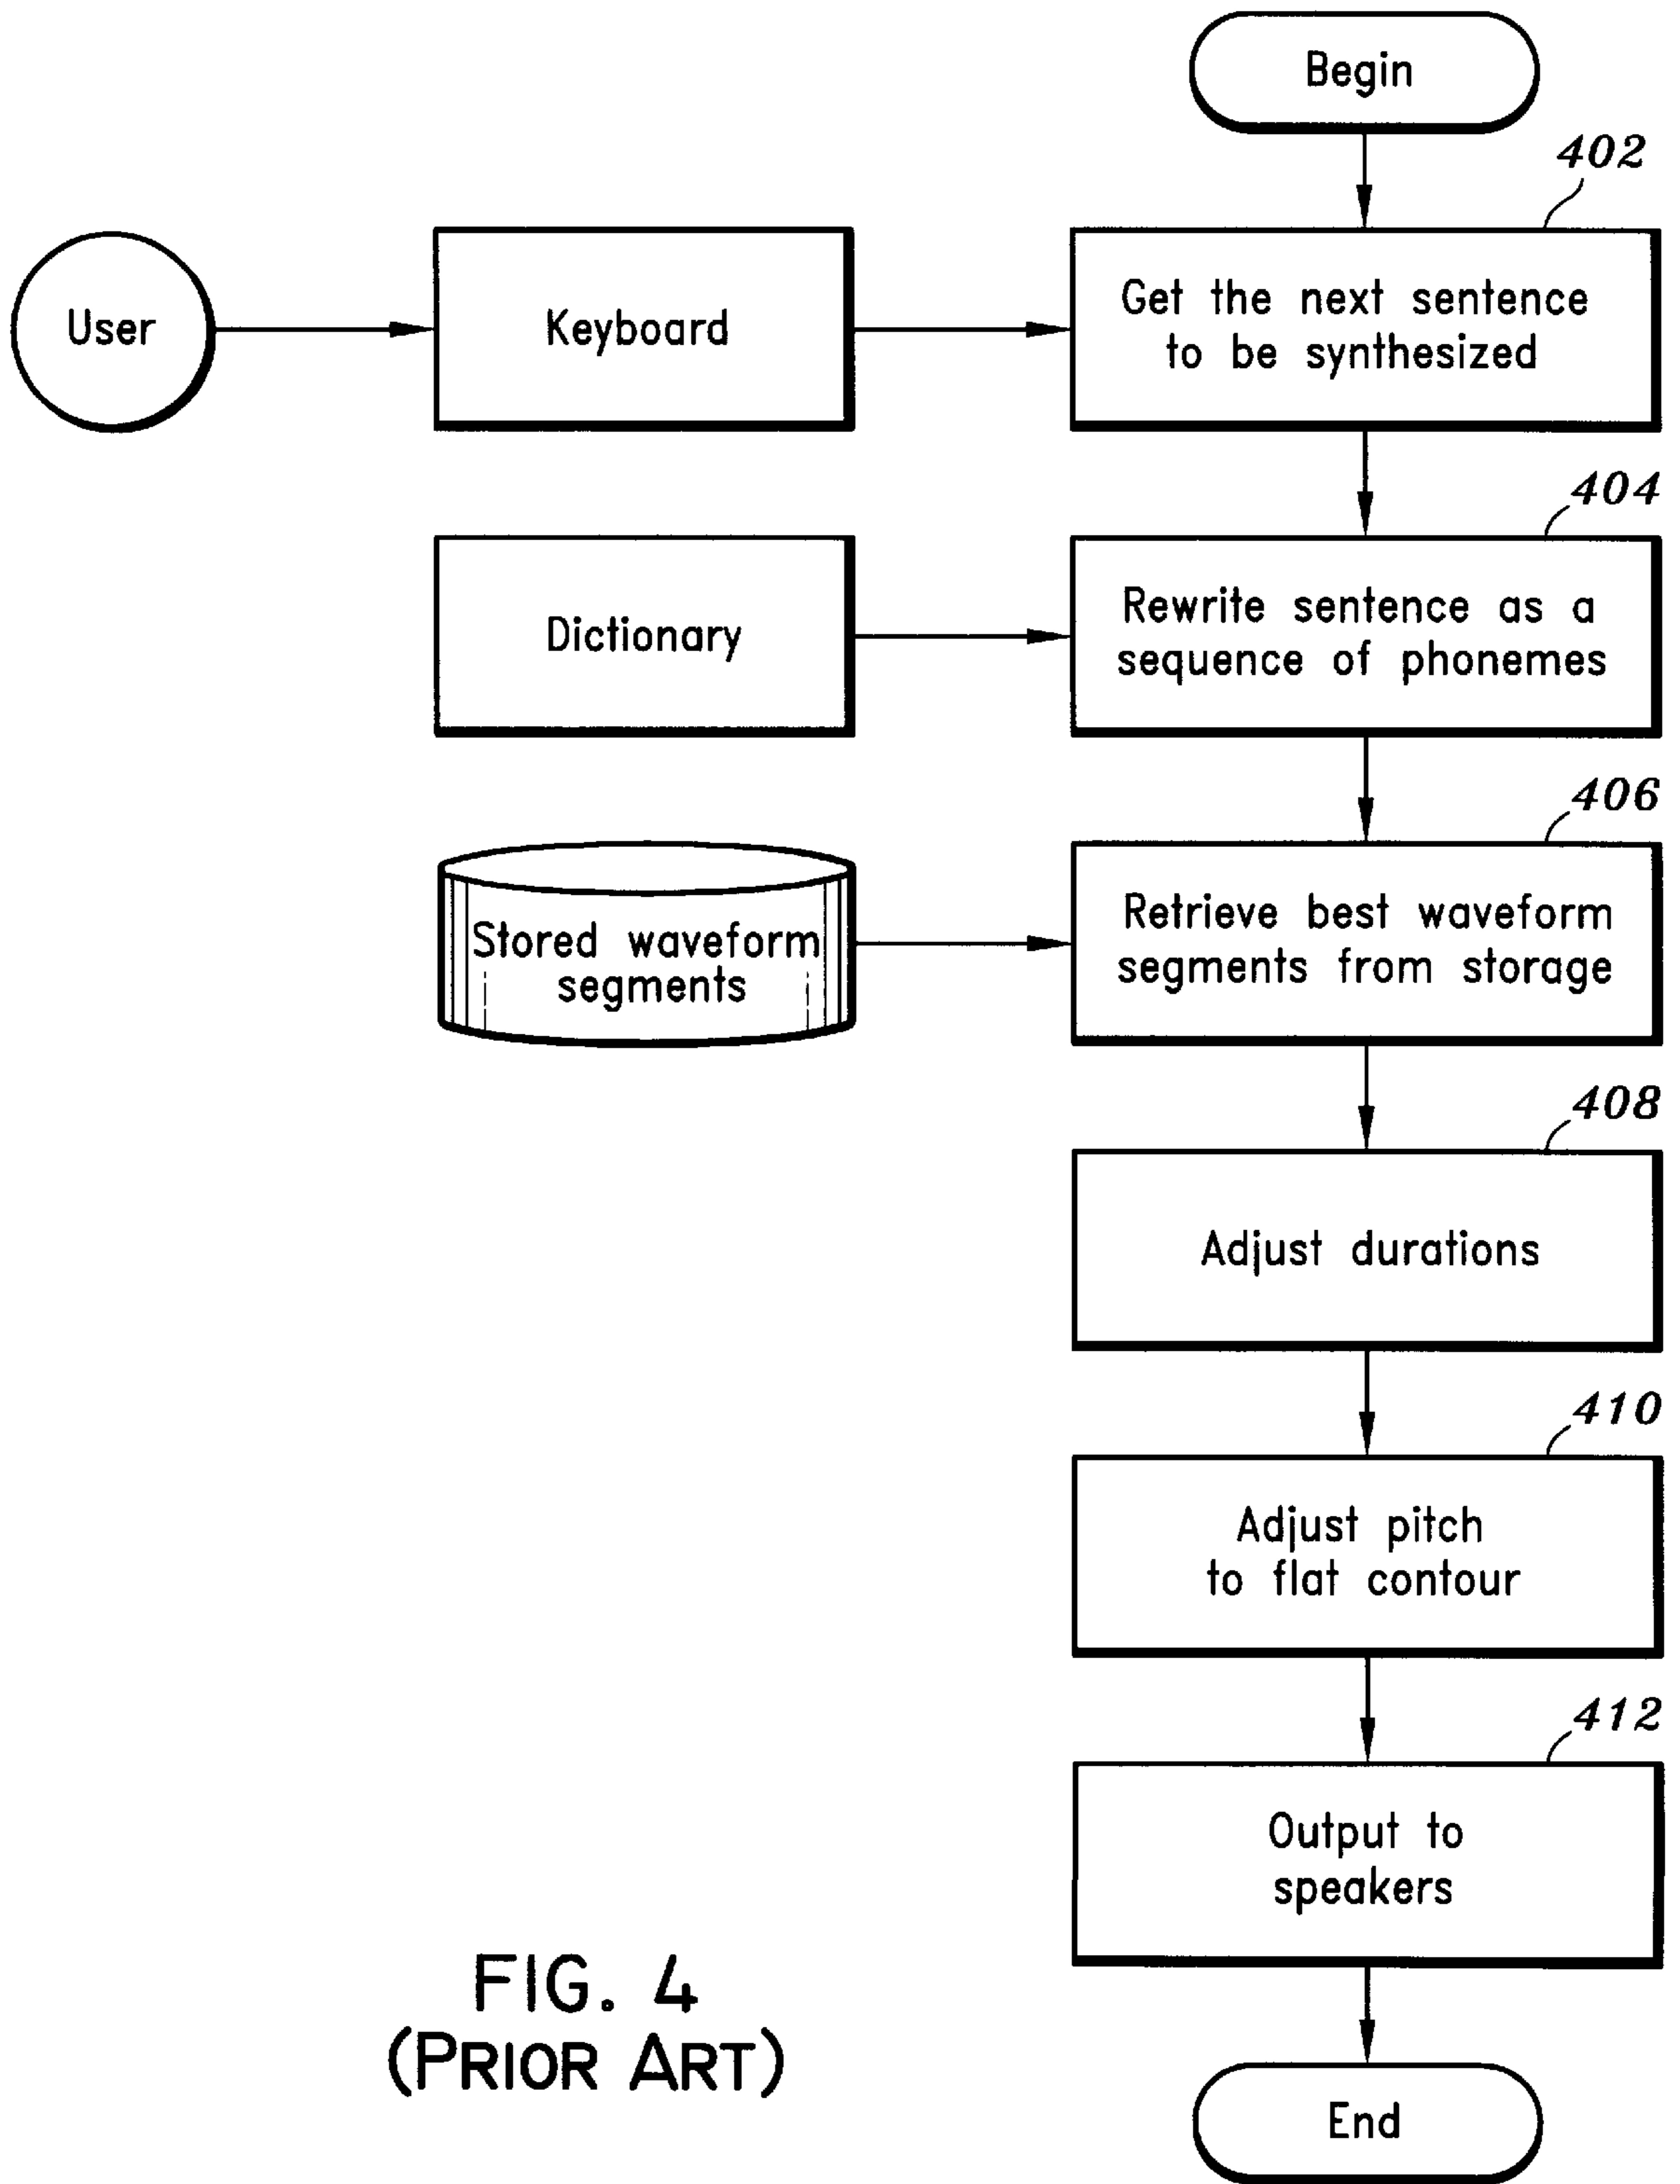 Begin
402
User
Keyboard
Get the next sentence
to be synthesized
404
Dictionary
Rewrite sentence as a
sequence of phonemes
406
Stored waveform
segments
Retrieve best waveform
segments from storage
408
Adjust durations
410
Adjust pitch
to flat contour
412
Output to
speakers
FIG. 4
(PRIOR ART)
End